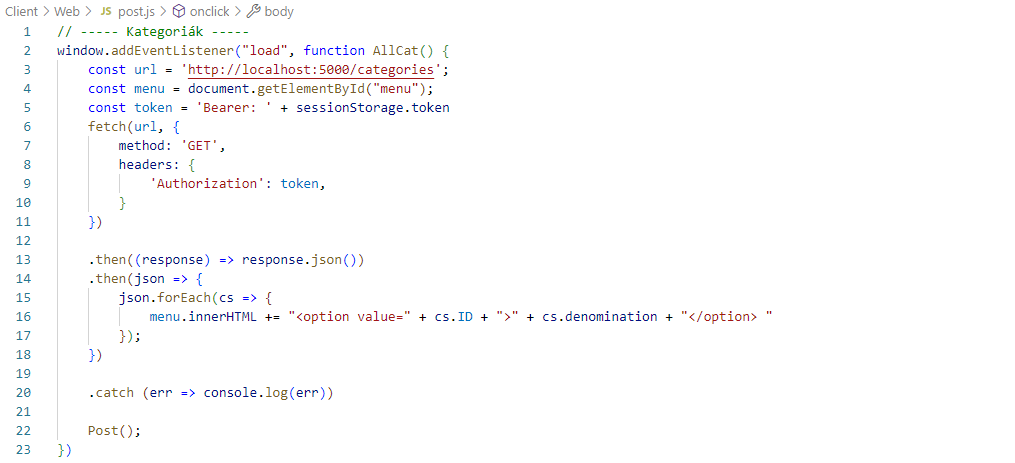 Client > Web > JS post.js > onclick > body
1 // ----- Kategoriák -----
2 window.addEventListener("load", function AllCat() {
3 const url = 'http://localhost:5000/categories';
4 const menu = document.getElementById("menu");
5 const token = 'Bearer: ' + sessionStorage.token
6 fetch(url, {
7 method: 'GET',
8 headers: {
9 'Authorization': token,
10 }
11 })
12
13 .then((response) => response.json())
14 .then(json => {
15 json.forEach(cs => {
16 menu.innerHTML += "<option value=" + cs.ID + ">" + cs.denomination + "</option> "
17 });
18 })
19
20 .catch (err => console.log(err))
21
22 Post();
23 })